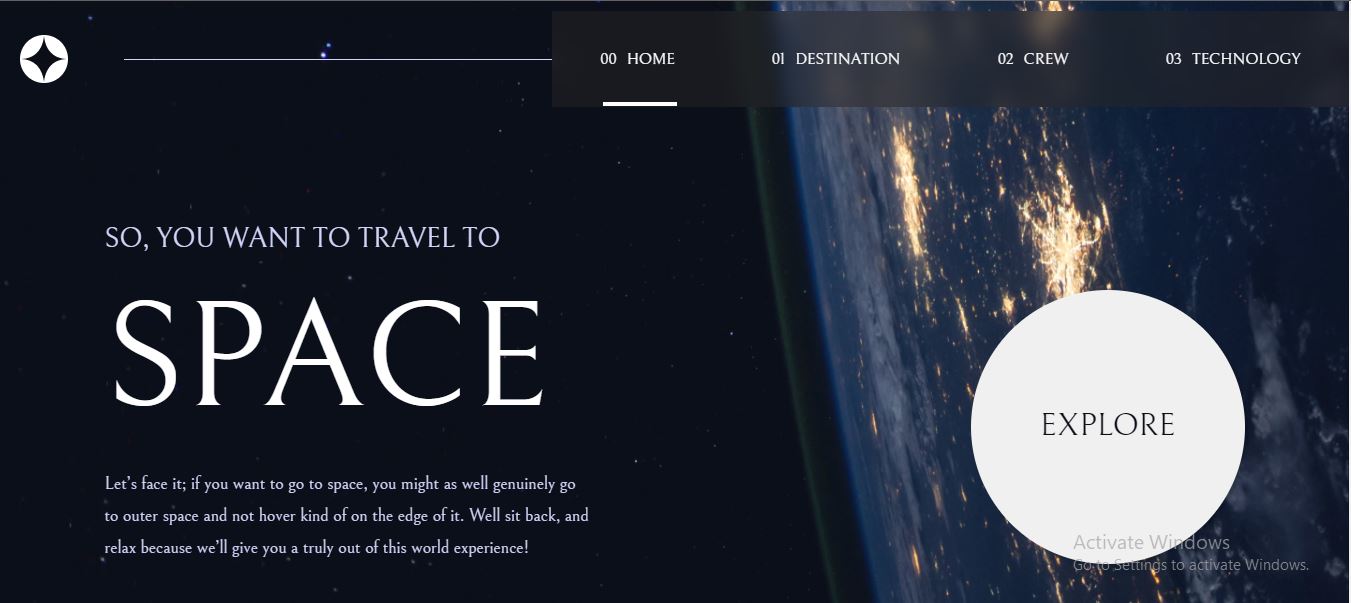 00 HOME
01 DESTINATION
02 CREW
03 TECHNOLOGY
SO, YOU WANT TO TRAVEL TO
SPACE
Let's face it; if you want to go to space, you might as well genuinely go
to outer space and not hover kind of on the edge of it. Well sit back, and
relax because we'll give you a truly out of this world experience!
EXPLORE
Activate Windows
Go to Settings to activate Windows.